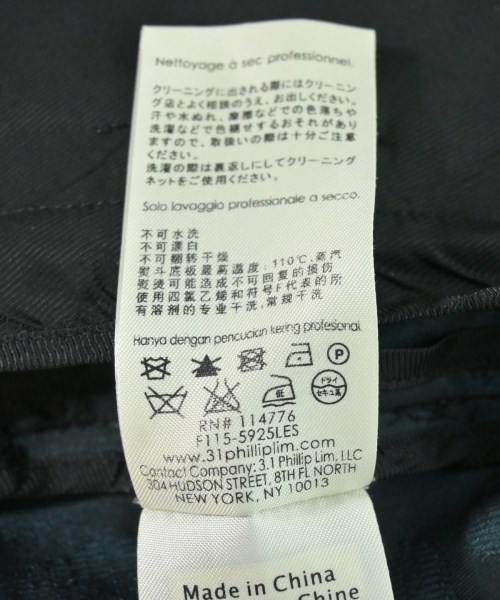 Nettoyage à sec professionnel.
クリーニングに出される際にはクリーニン
グ店とよく相談のうえ、お出しください。
汗や水ぬれ、摩擦などでの色落ちや
洗濯などで色褪せするおそれがあり
ますので、取扱いの際は十分ご注意
ください。
洗濯の際は裏返しにしてクリーニング
ネットをご使用ください。
Solo lavaggio professionale a secco.
不可水洗
不可漂白
不可翻转干燥
熨斗底板最高温度:110℃,蒸汽
熨烫可能造成不可回复的损伤
使用四氯乙烯和符号F代表的所
有溶剂的专业干洗,常规干洗
Hanya dengan pencucian kering profesional
P
低
ドライ
セキユ系
RN# 114776
F115-5925LES
www.31philliplim.com
Contact Company: 3.1 Phillip Lim, LLC
304 HUDSON STREET, 8TH FL NORTH
NEW YORK, NY 10013
Made in China
Chine